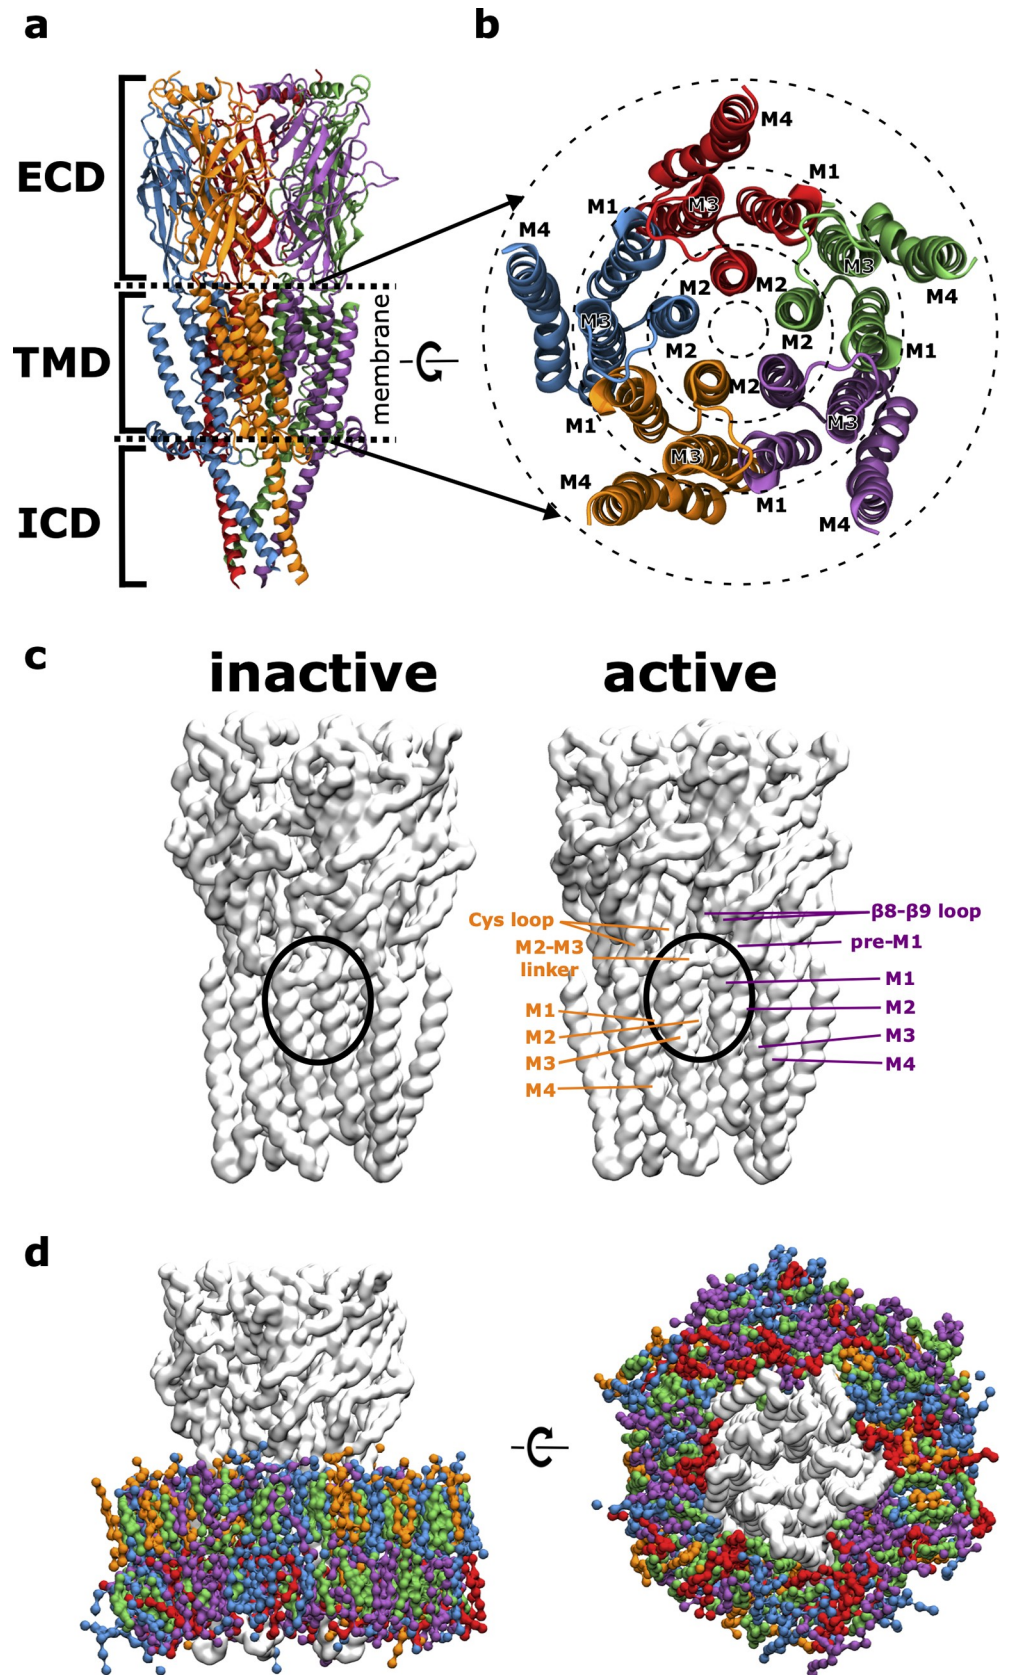 a
ECD
TMD
ICD
membrane
b
M4
M1
M3
M1
M4
M2
M2
M3
M4
M3
M2
M2
M1
M2
M3
M1
M3
M4
M1
M4
c
inactive
active
Cys loop
M2-M3
linker
M1
M2
M3
M4
β8-β9 loop
pre-M1
M1
M2
M3
M4
d